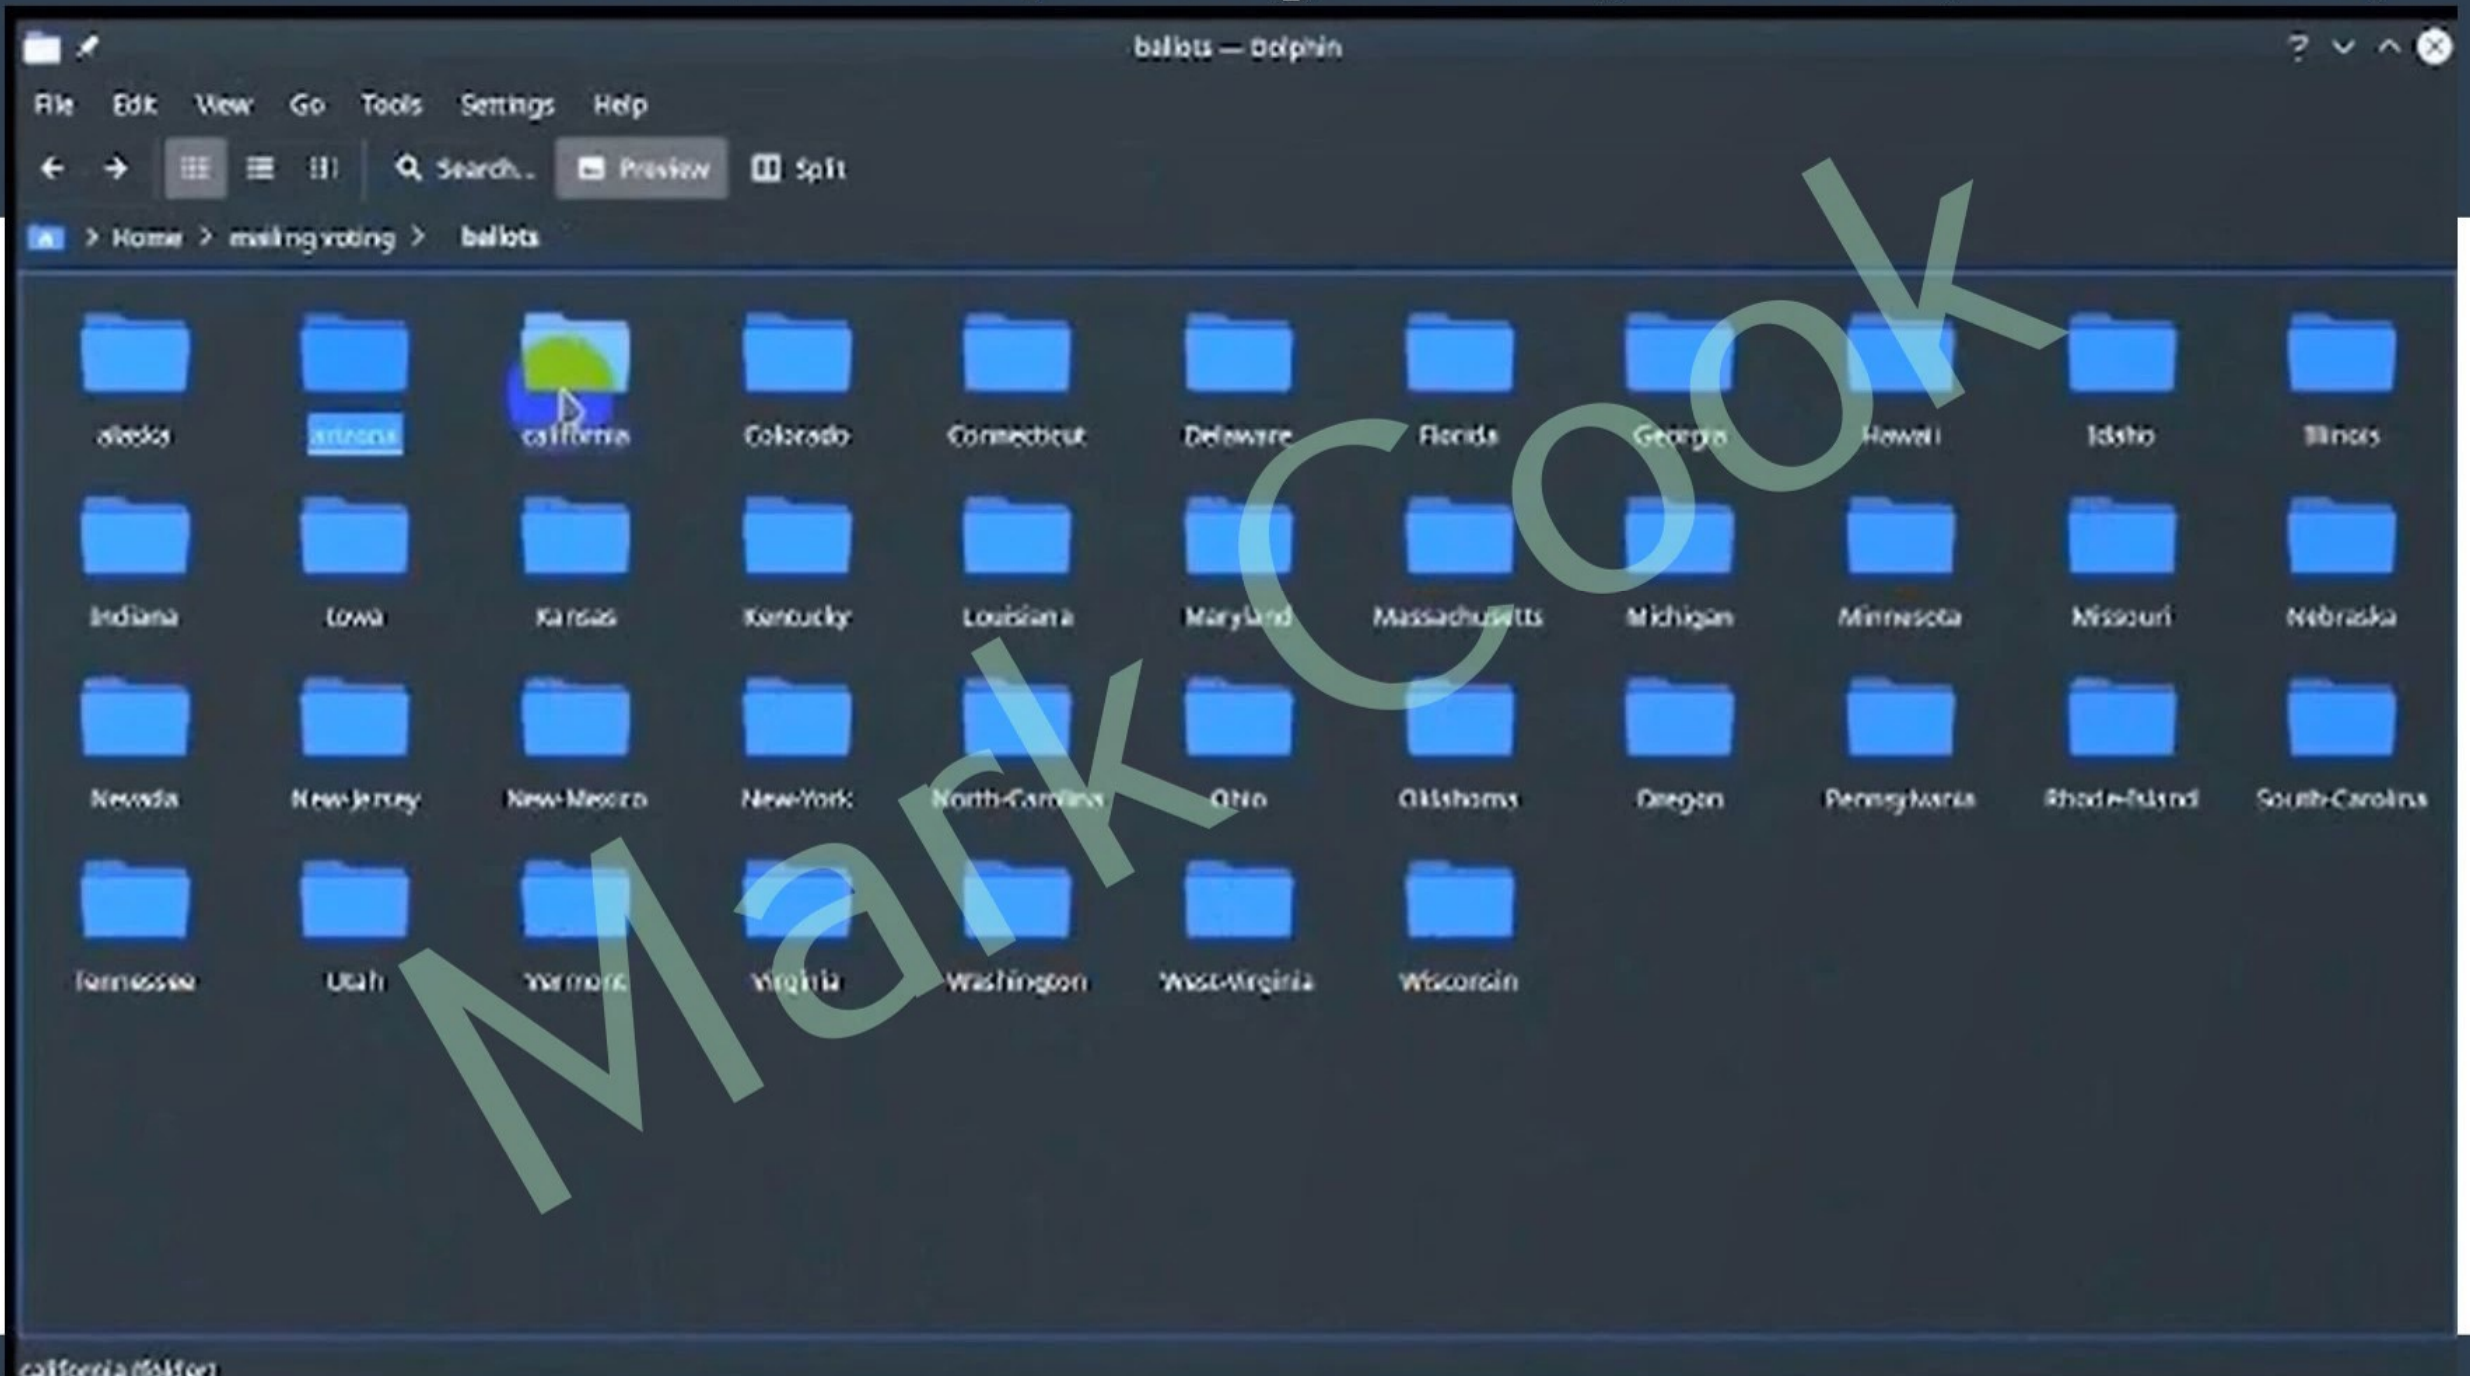 ballots — Dolphin
File Edit View Go Tools Settings Help
Search... Preview Split
> Home > mailing voting > ballots
alaska arizona california Colorado Connecticut Delaware Florida Georgia Hawaii Idaho Illinois
Indiana Iowa Kansas Kentucky Louisiana Maryland Massachusetts Michigan Minnesota Missouri Nebraska
Nevada New-Jersey New-Mexico New-York North-Carolina Ohio Oklahoma Oregon Pennsylvania Rhode-Island South-Carolina
Tennessee Utah Vermont Virginia Washington West-Virginia Wisconsin
california (folder)
Mark Cook